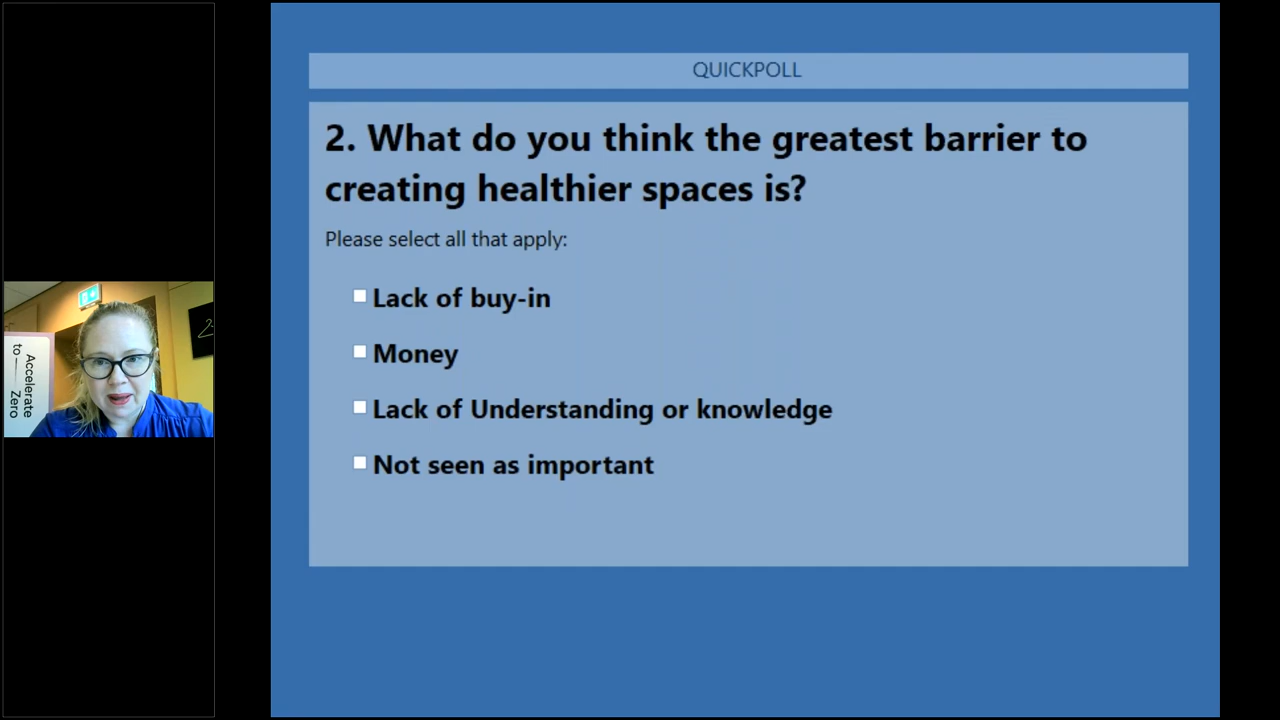 QUICKPOLL
2. What do you think the greatest barrier to
creating healthier spaces is?
Please select all that apply:
Lack of buy-in
Money
Lack of Understanding or knowledge
Not seen as important
Accelerate
to — Zero